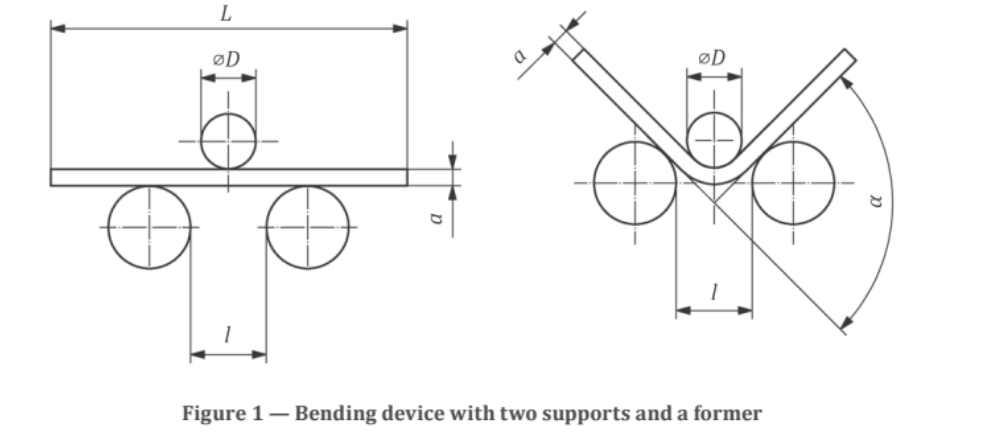 L
⌀D
a
l
a
⌀D
α
l
Figure 1 — Bending device with two supports and a former